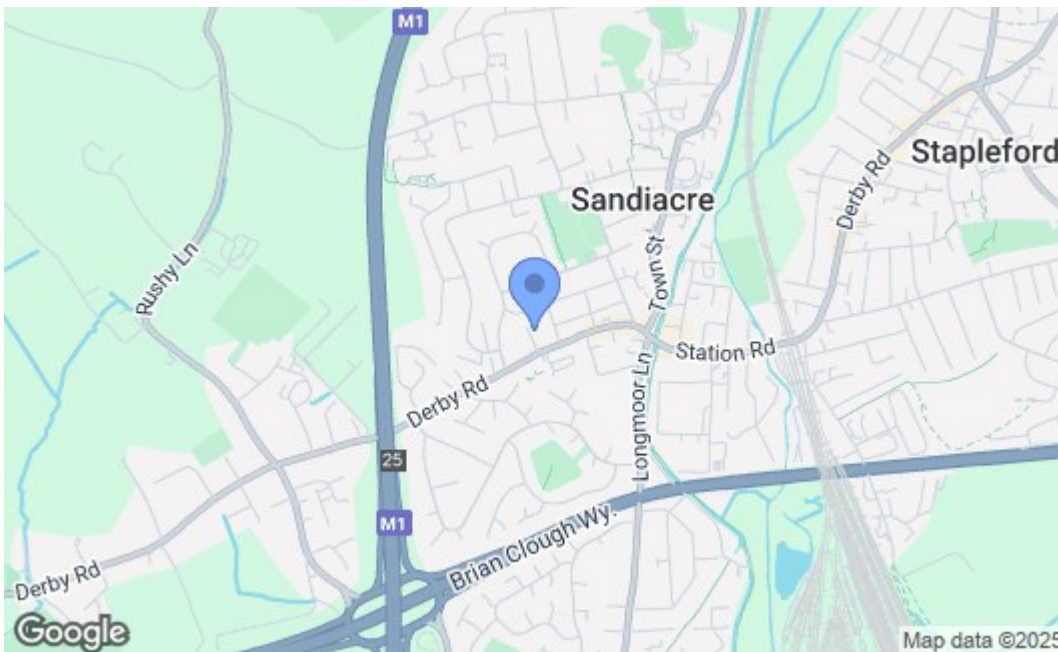 M1
Stapleford
Sandiacre
Derby Rd
Rushy Ln
Town St
Station Rd
Longmoor Ln
Derby Rd
25
M1
Brian Clough Wy.
Derby Rd
Google
Map data ©2025